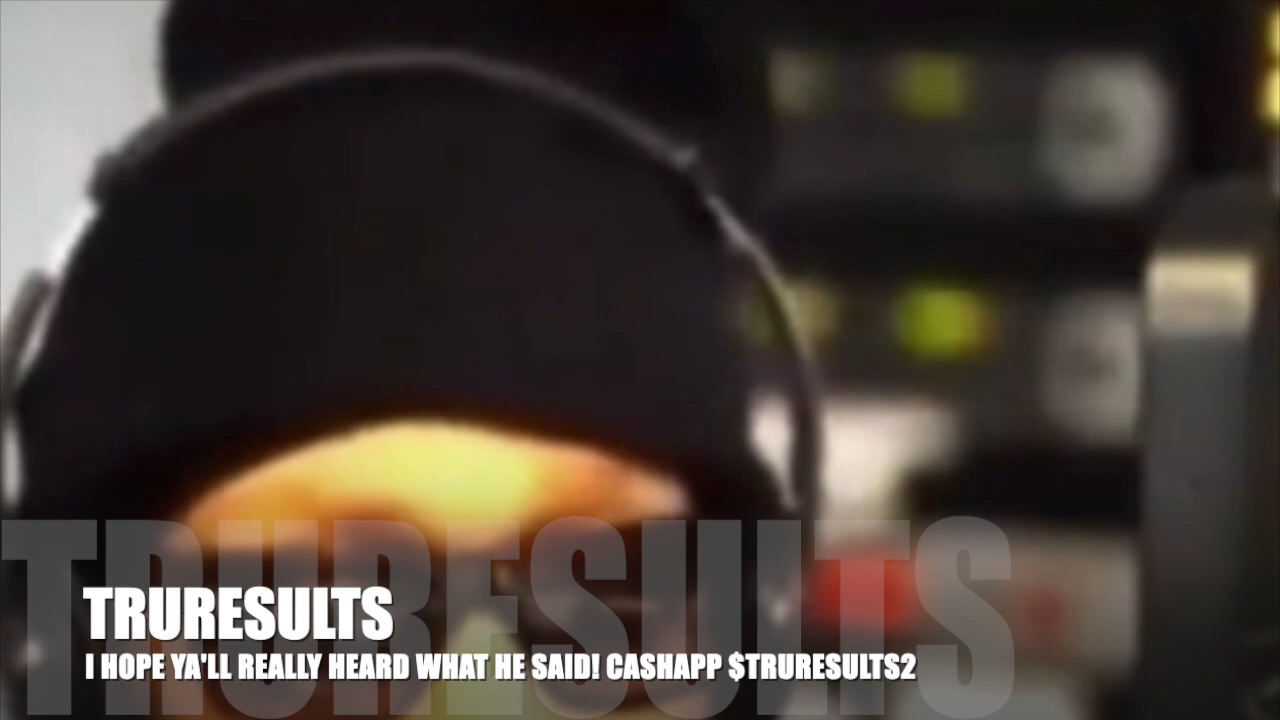 TRURESULTS
TRURESULTS
I HOPE YA'LL REALLY HEARD WHAT HE SAID! CASHAPP $TRURESULTS2